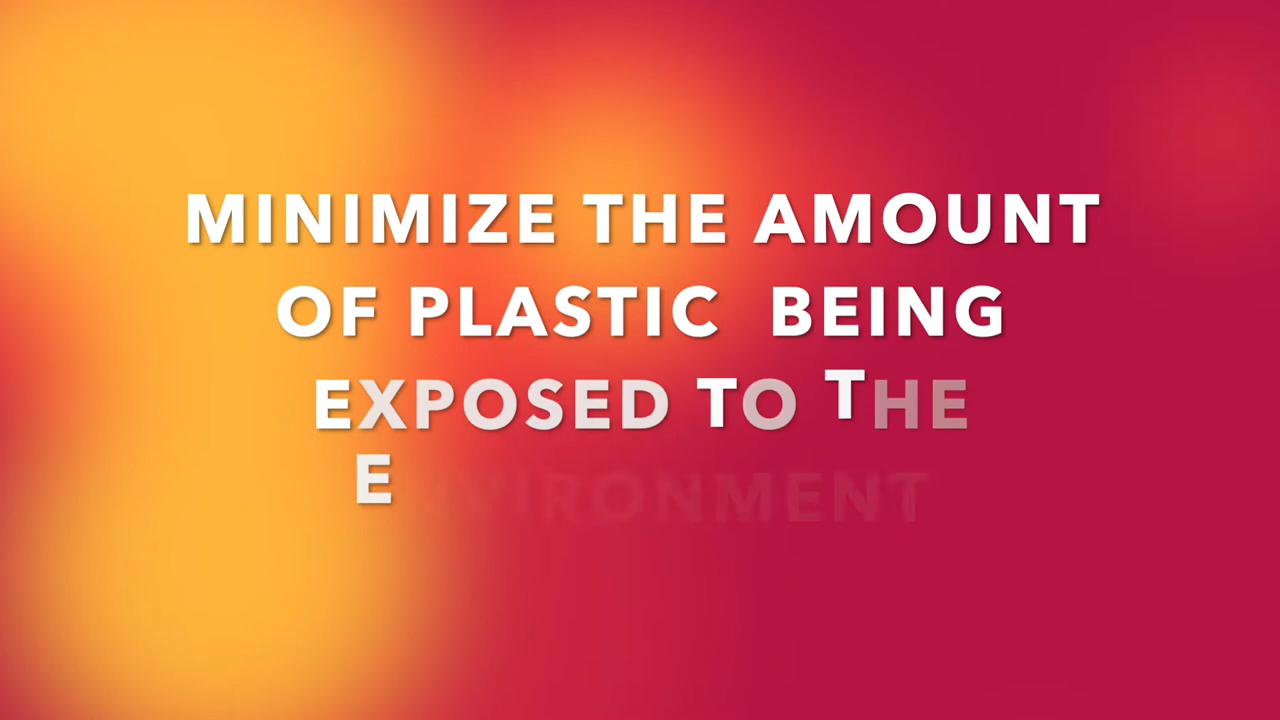 MINIMIZE THE AMOUNT
OF PLASTIC BEING
EXPOSED TO THE
ENVIRONMENT